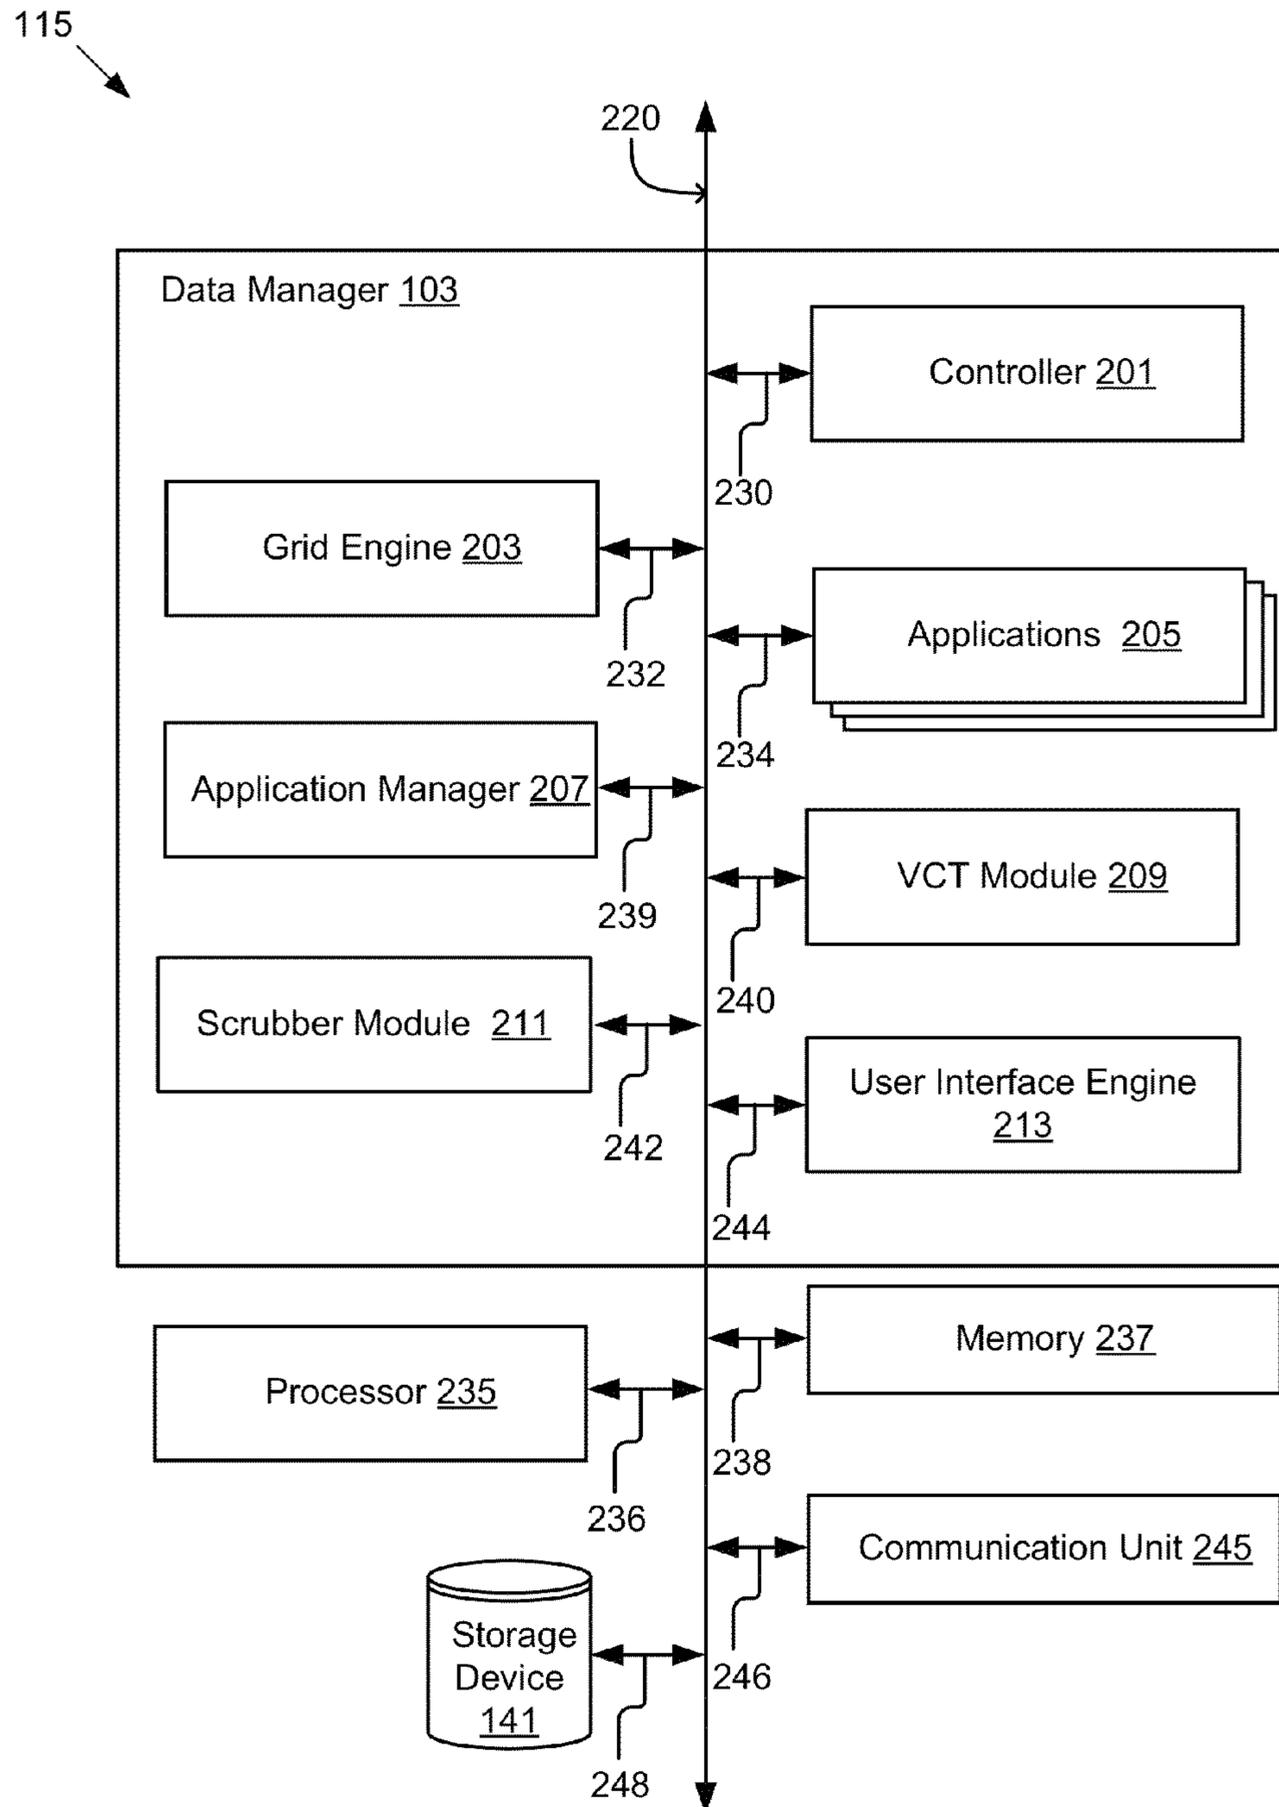 115
220
Data Manager 103
Controller 201
230
Grid Engine 203
232
Applications 205
234
Application Manager 207
239
VCT Module 209
240
Scrubber Module 211
242
User Interface Engine
213
244
Memory 237
238
Processor 235
236
Communication Unit 245
246
Storage
Device
141
248